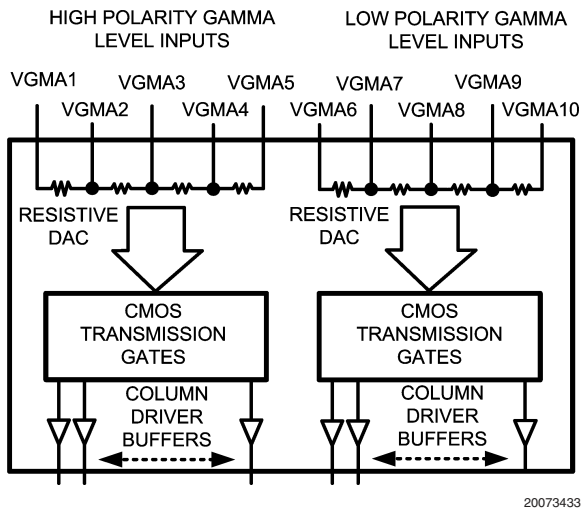 HIGH POLARITY GAMMA
LEVEL INPUTS
LOW POLARITY GAMMA
LEVEL INPUTS
VGMA1
VGMA2
VGMA3
VGMA4
VGMA5
VGMA6
VGMA7
VGMA8
VGMA9
VGMA10
RESISTIVE
DAC
RESISTIVE
DAC
CMOS
TRANSMISSION
GATES
CMOS
TRANSMISSION
GATES
COLUMN
DRIVER
BUFFERS
COLUMN
DRIVER
BUFFERS
20073433